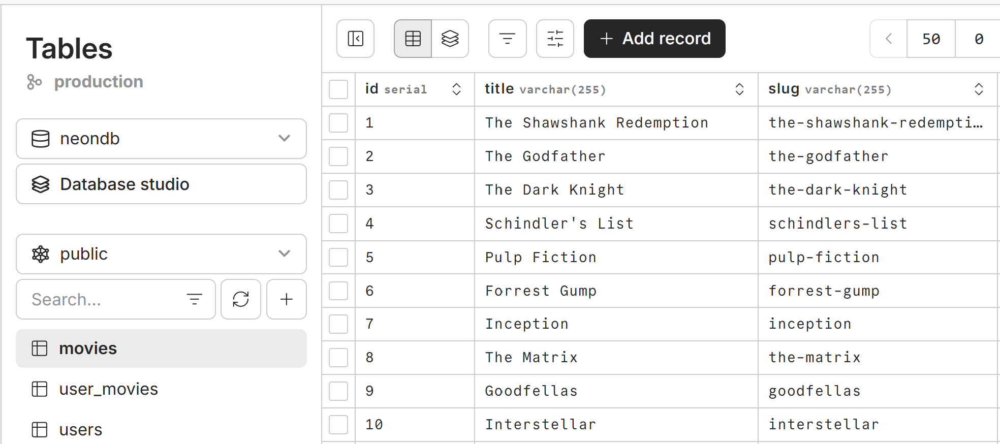 Tables
production
neondb
Database studio
public
Search...
movies
user_movies
users
+ Add record
50 0
id serial title varchar(255) slug varchar(255)
1 The Shawshank Redemption the-shawshank-redempti…
2 The Godfather the-godfather
3 The Dark Knight the-dark-knight
4 Schindler's List schindlers-list
5 Pulp Fiction pulp-fiction
6 Forrest Gump forrest-gump
7 Inception inception
8 The Matrix the-matrix
9 Goodfellas goodfellas
10 Interstellar interstellar